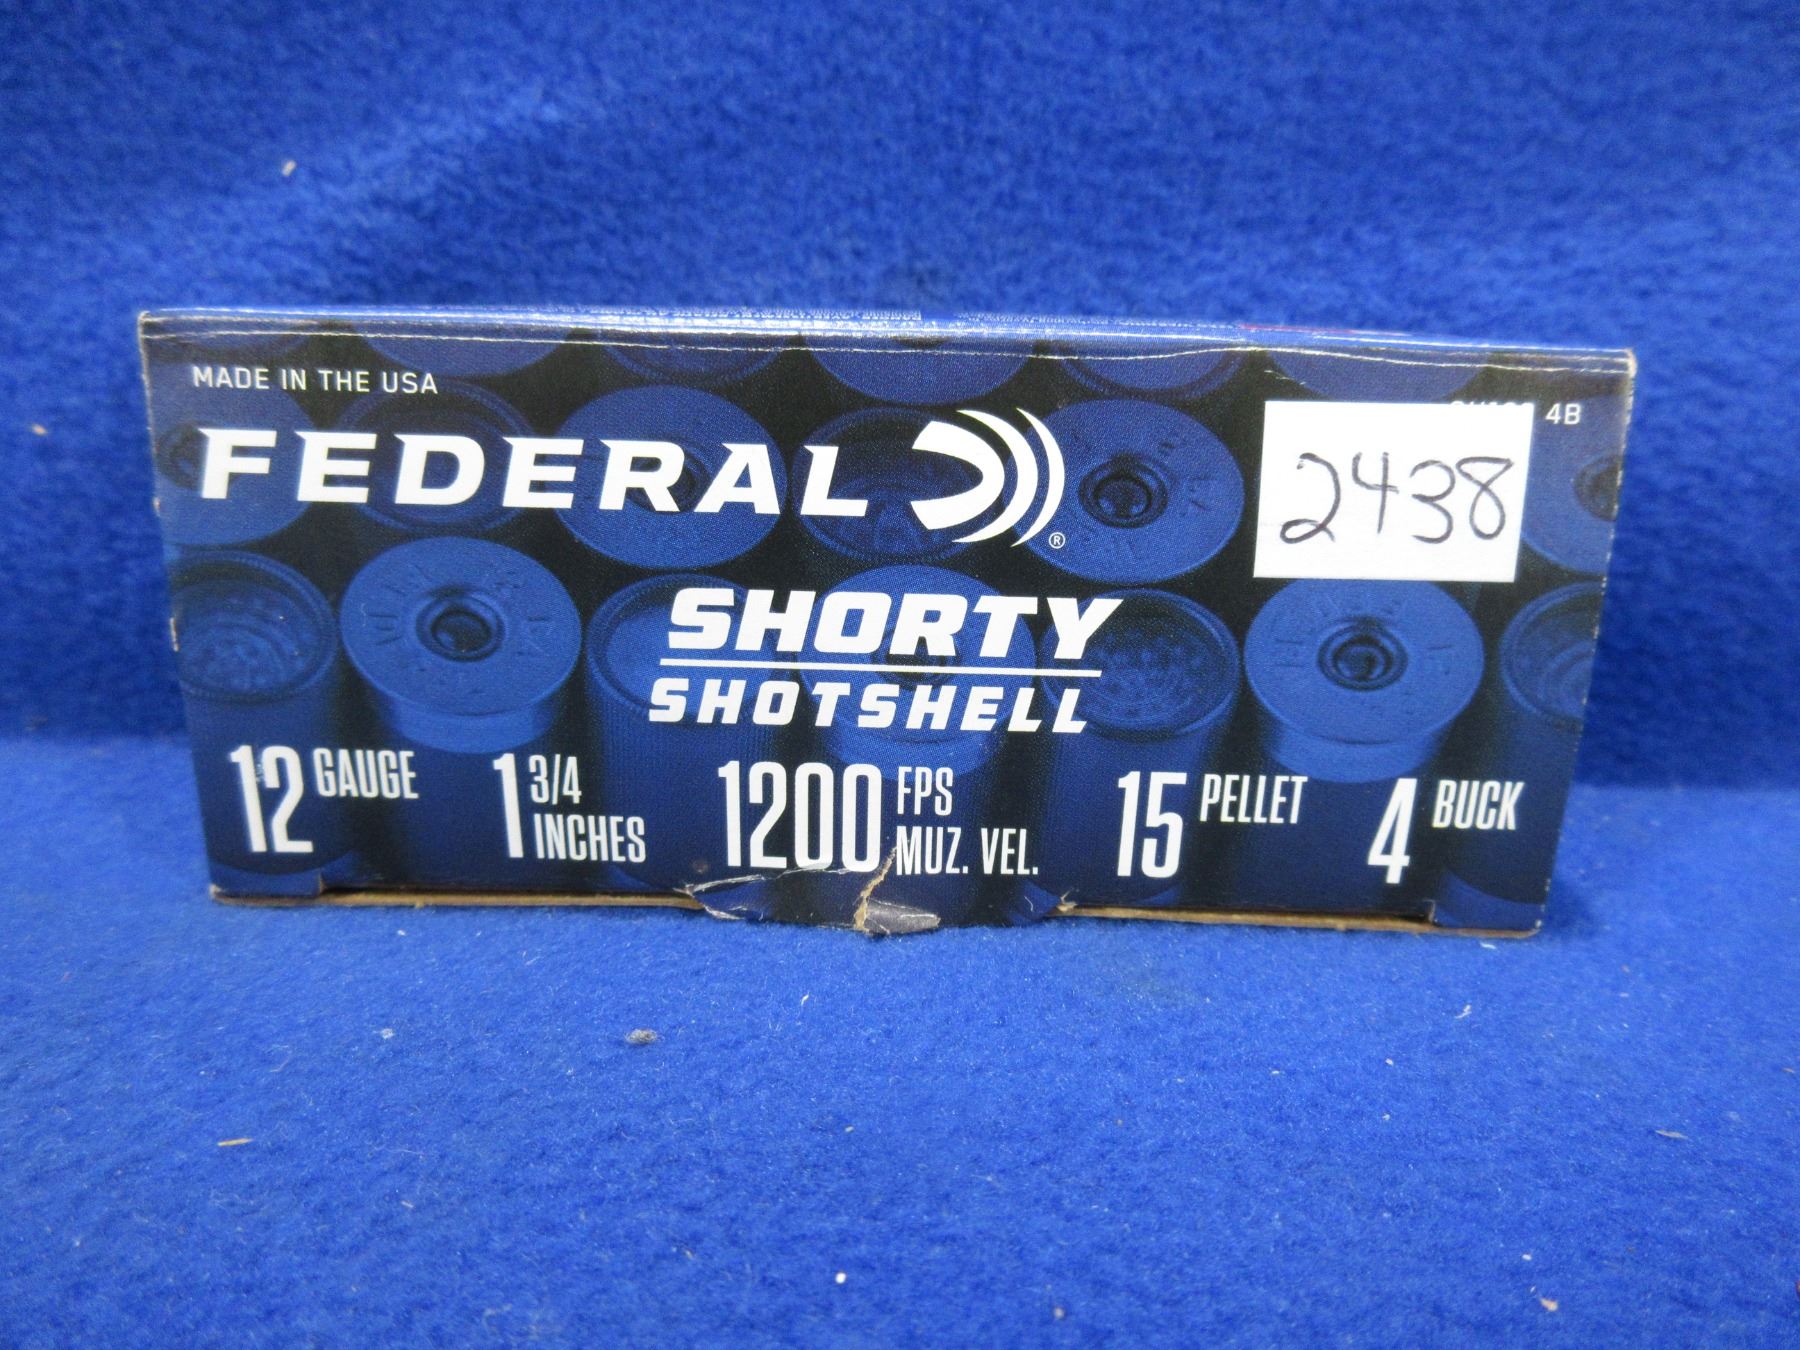 MADE IN THE USA
4B
FEDERAL®
2438
SHORTY
SHOTSHELL
12 GAUGE 1 3/4 INCHES 1200 FPS MUZ. VEL. 15 PELLET 4 BUCK